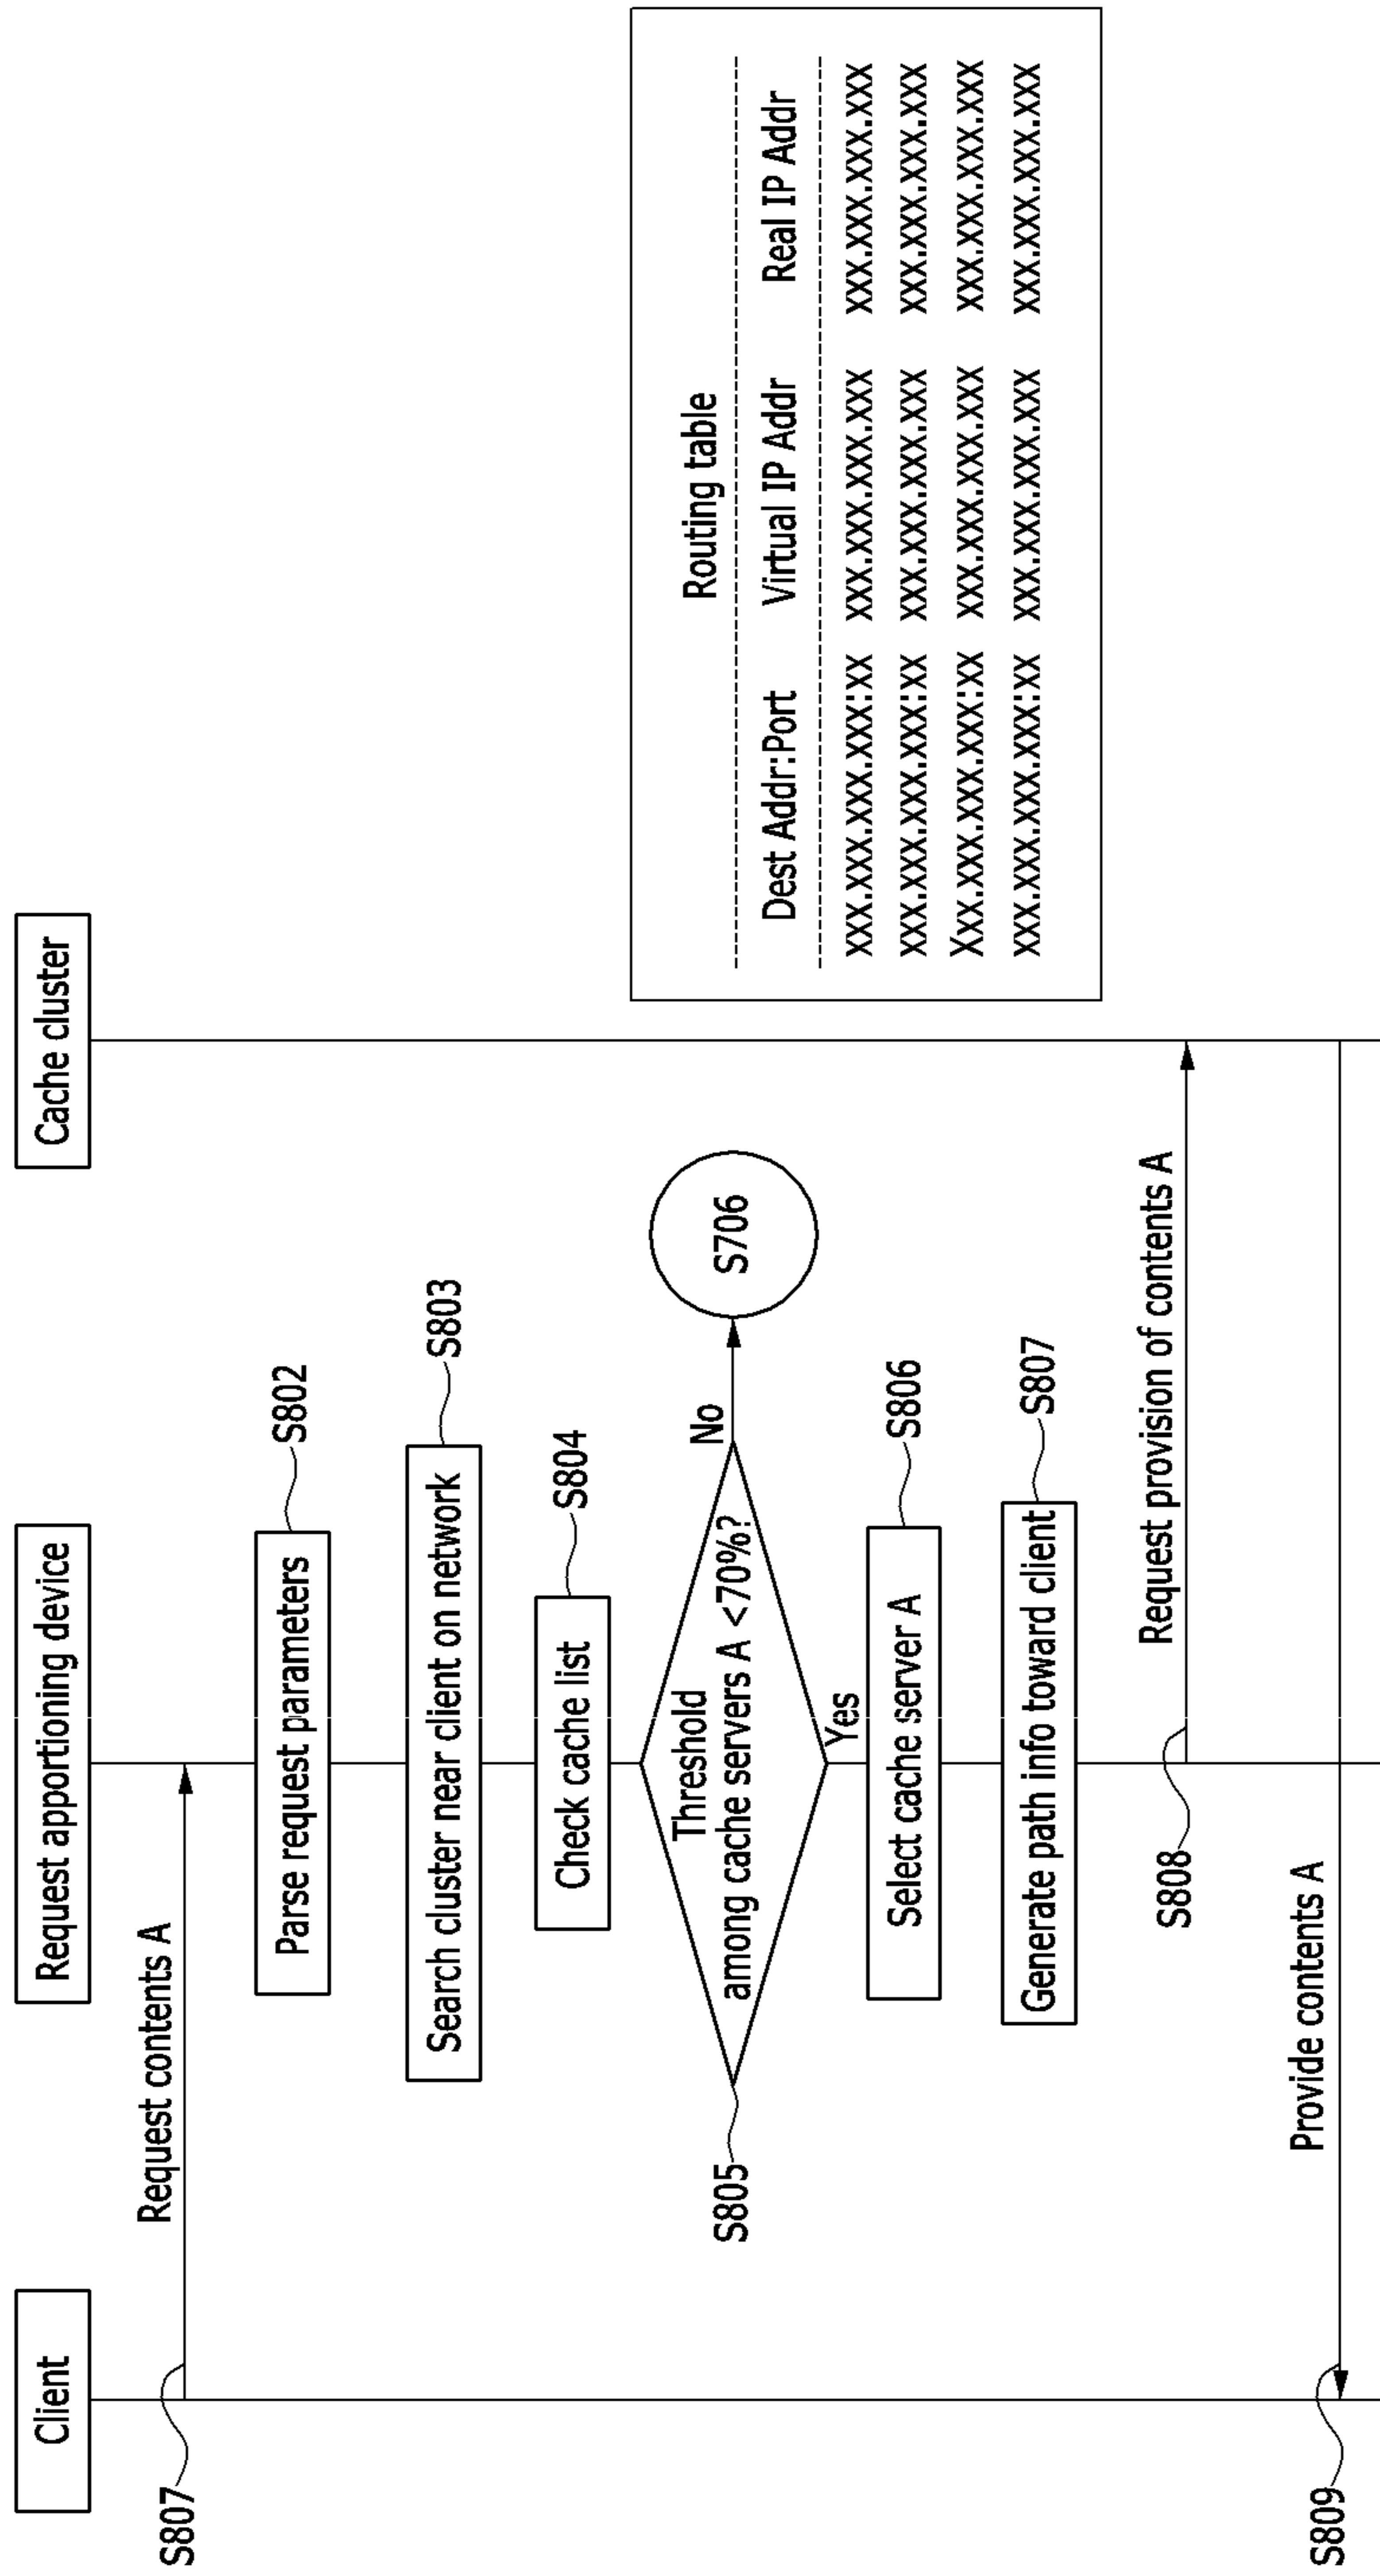 Client
Request apportioning device
Cache cluster
S807
Request contents A
Parse request parameters
S802
Search cluster near client on network
S803
Check cache list
S804
S805
Threshold
among cache servers A <70%?
No
S706
Yes
Select cache server A
S806
Generate path info toward client
S807
S808
Request provision of contents A
S809
Provide contents A
Routing table
Dest Addr:Port Virtual IP Addr Real IP Addr
xxx.xxx.xxx.xxx:xx xxx.xxx.xxx.xxx xxx.xxx.xxx.xxx
xxx.xxx.xxx.xxx:xx xxx.xxx.xxx.xxx xxx.xxx.xxx.xxx
Xxx.xxx.xxx.xxx:xx xxx.xxx.xxx.xxx xxx.xxx.xxx.xxx
xxx.xxx.xxx.xxx:xx xxx.xxx.xxx.xxx xxx.xxx.xxx.xxx